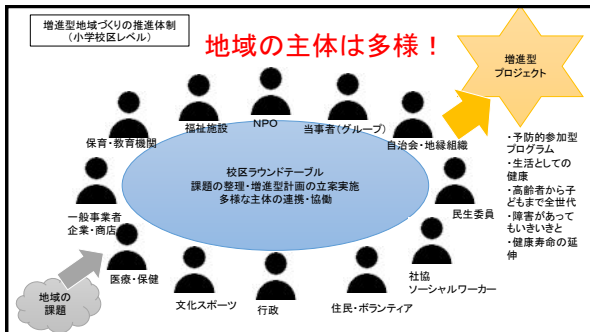 増進型地域づくりの推進体制
（小学校区レベル）
地域の主体は多様！
増進型
プロジェクト
NPO
福祉施設
当事者（グループ）
保育・教育機関
自治会・地縁組織
校区ラウンドテーブル
課題の整理・増進型計画の立案実施
多様な主体の連携・協働
・予防的参加型
プログラム
・生活としての
健康
・高齢者から子
どもまで全世代
・障害があって
もいきいきと
・健康寿命の延
伸
一般事業者
企業・商店
民生委員
医療・保健
社協
ソーシャルワーカー
地域の
課題
文化スポーツ
行政
住民・ボランティア